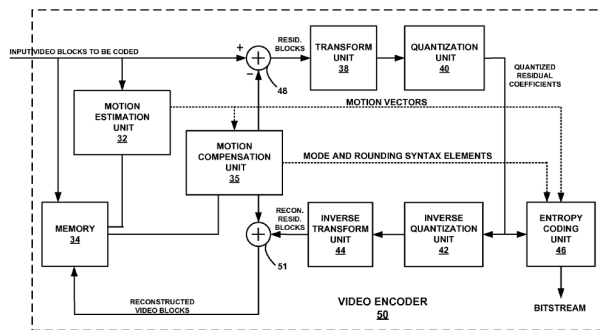 INPUT VIDEO BLOCKS TO BE CODED
+
−
+
48
RESID.
BLOCKS
TRANSFORM
UNIT
38
QUANTIZATION
UNIT
40
QUANTIZED
RESIDUAL
COEFFICIENTS
MOTION
ESTIMATION
UNIT
32
MOTION VECTORS
MOTION
COMPENSATION
UNIT
35
MODE AND ROUNDING SYNTAX ELEMENTS
MEMORY
34
+
51
RECON.
RESID.
BLOCKS
INVERSE
TRANSFORM
UNIT
44
INVERSE
QUANTIZATION
UNIT
42
ENTROPY
CODING
UNIT
46
RECONSTRUCTED
VIDEO BLOCKS
VIDEO ENCODER
50
BITSTREAM